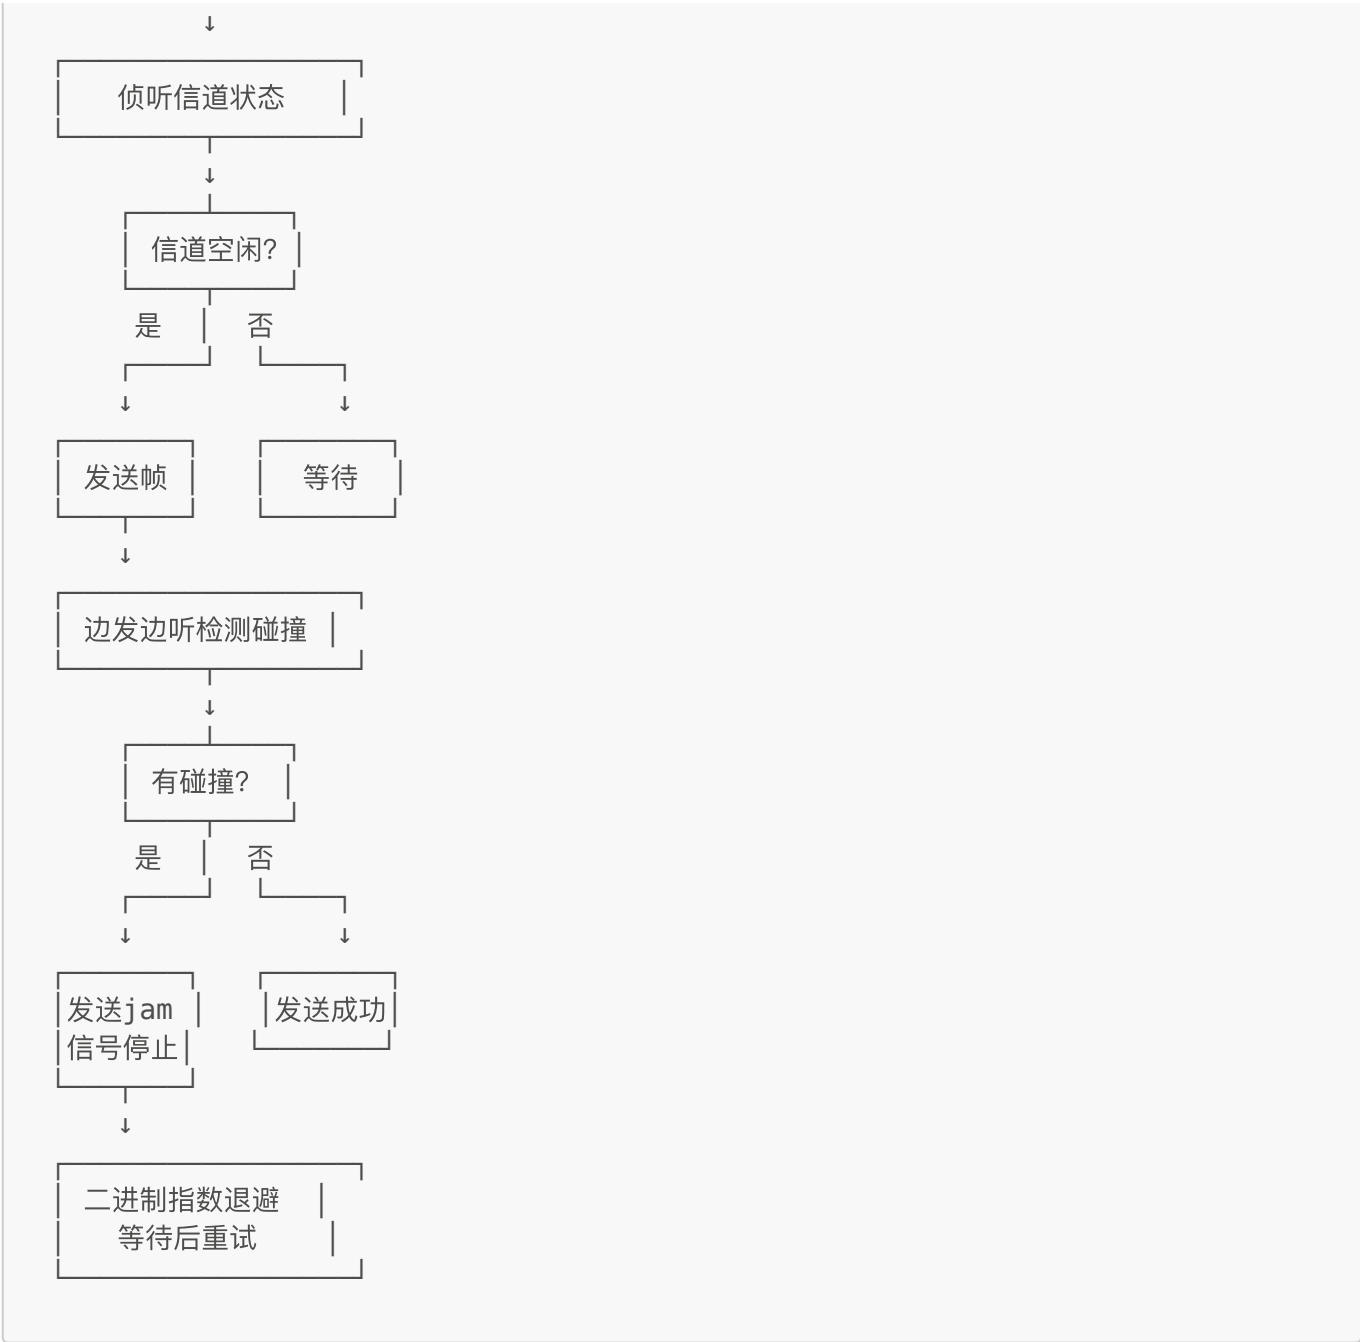 ↓
侦听信道状态
↓
信道空闲?
是 否
↓ ↓
发送帧 等待
↓
边发边听检测碰撞
↓
有碰撞?
是 否
↓ ↓
发送jam 发送成功
信号停止
↓
二进制指数退避
等待后重试